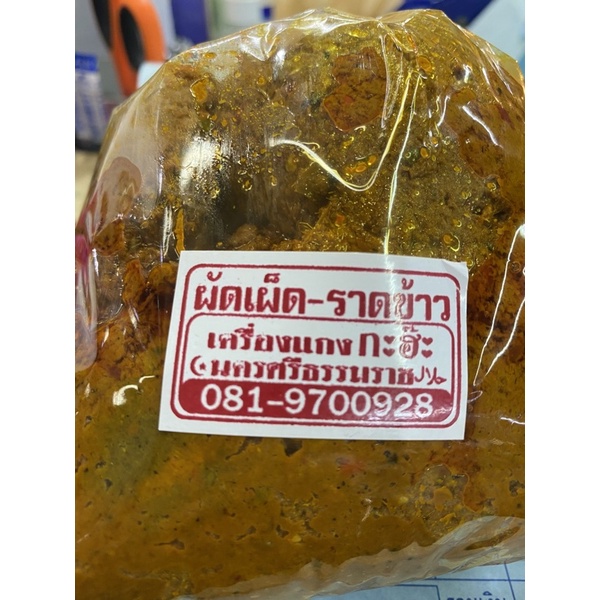 ผัดเผ็ด-ราดข้าว
เครื่องแกง กะฮ๊ะ
นครศรีธรรมราช
081-9700928